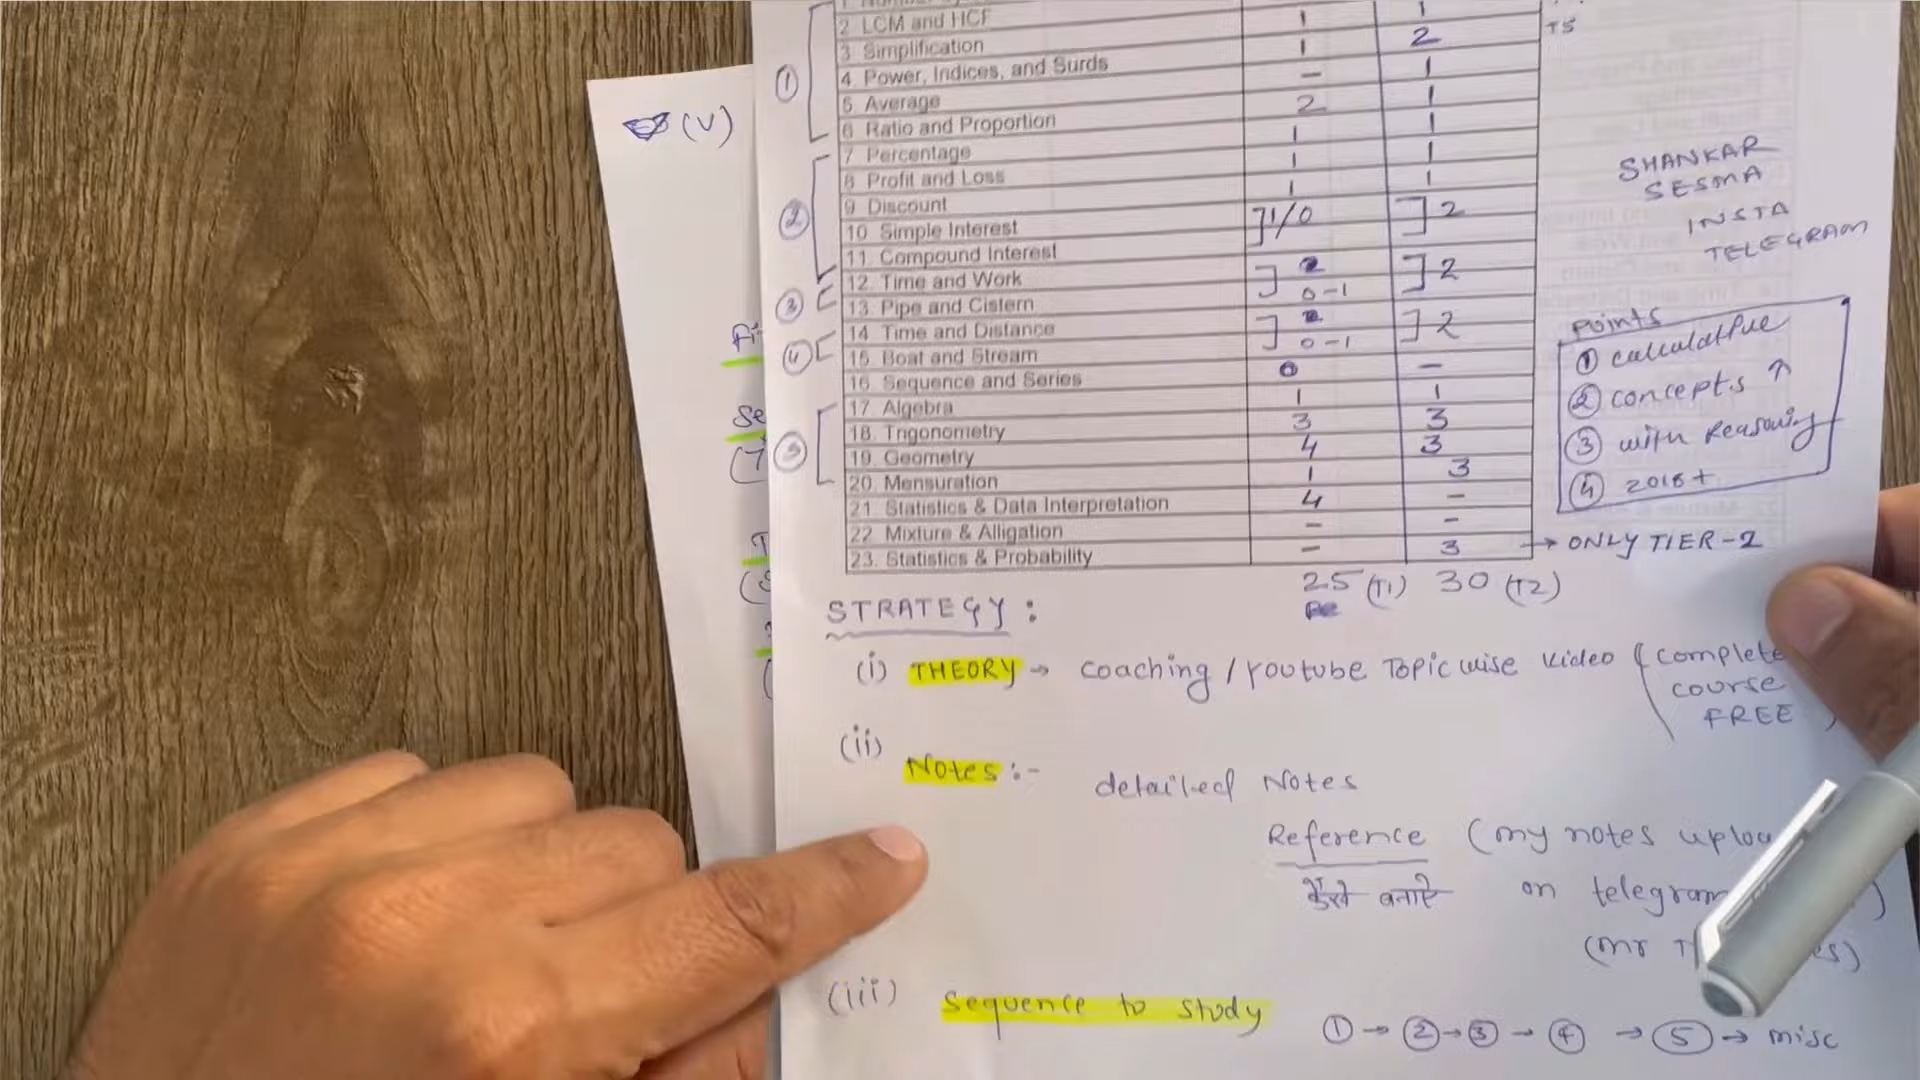 2 LCM and HCF 1 1
3 Simplification 1 2
T5
4 Power, Indices, and Surds - 1
5 Average 2 1
6 Ratio and Proportion 1 1
7 Percentage 1 1
8 Profit and Loss 1 1
9 Discount
10 Simple Interest
11. Compound Interest
1/0 2
12. Time and Work
13. Pipe and Cistern
0-1 2
14 Time and Distance
15 Boat and Stream
0-1 2
16 Sequence and Series 0 -
17. Algebra 1 1
18. Trigonometry 3 3
19. Geometry 4 3
20. Mensuration 1 3
21. Statistics & Data Interpretation 4 -
22 Mixture & Alligation - -
23. Statistics & Probability - 3 → ONLY TIER-2
25 (T1) 30 (T2)
①
②
③
④
⑤
(V)
SHANKAR
SESMA
INSTA
TELEGRAM
Points
① calculative
② concepts ↑
③ with Reasoning
④ 2018+
STRATEGY :
(i) THEORY → coaching / youtube Topic wise video (complete
course
FREE )
(ii) Notes :- detailed Notes
Reference (my notes uploa
कैसे बनाए on telegram )
(iii) Sequence to study ① → ② → ③ → ④ → ⑤ → misc